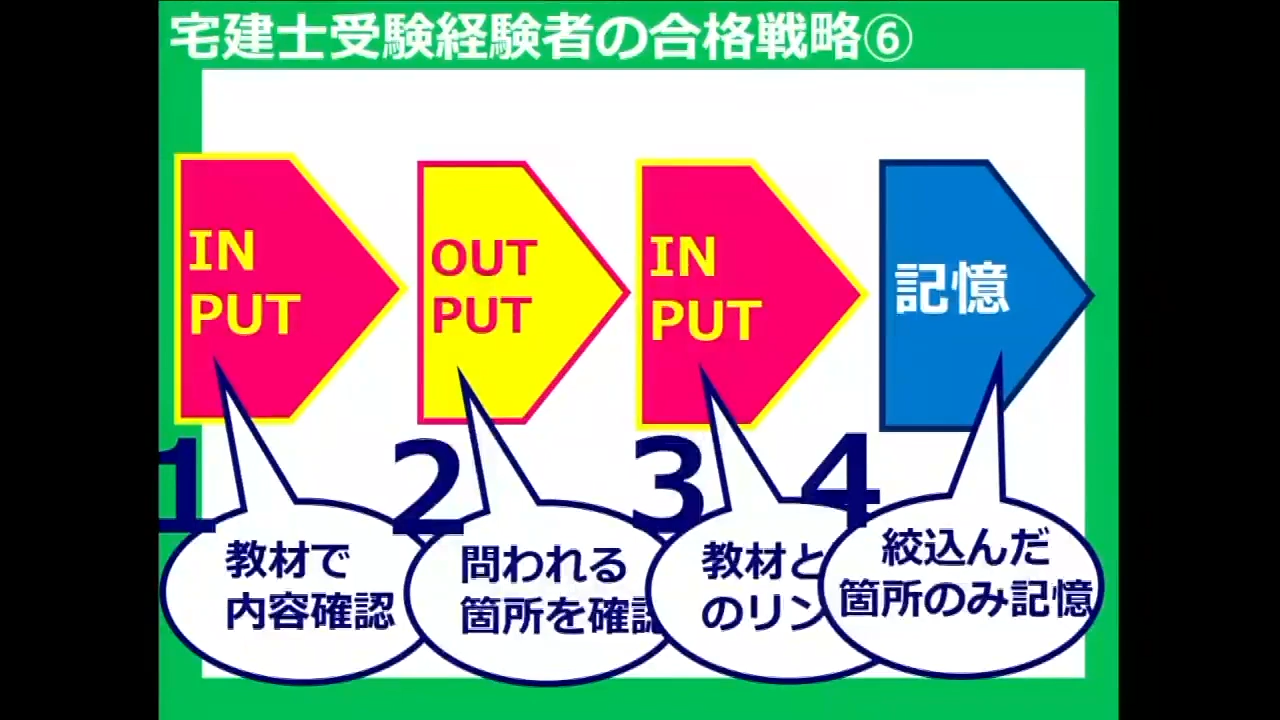 宅建士受験経験者の合格戦略⑥
IN
PUT
OUT
PUT
IN
PUT
記憶
1
2
3
4
教材で
内容確認
問われる
箇所を確認
教材と
のリン
絞込んだ
箇所のみ記憶